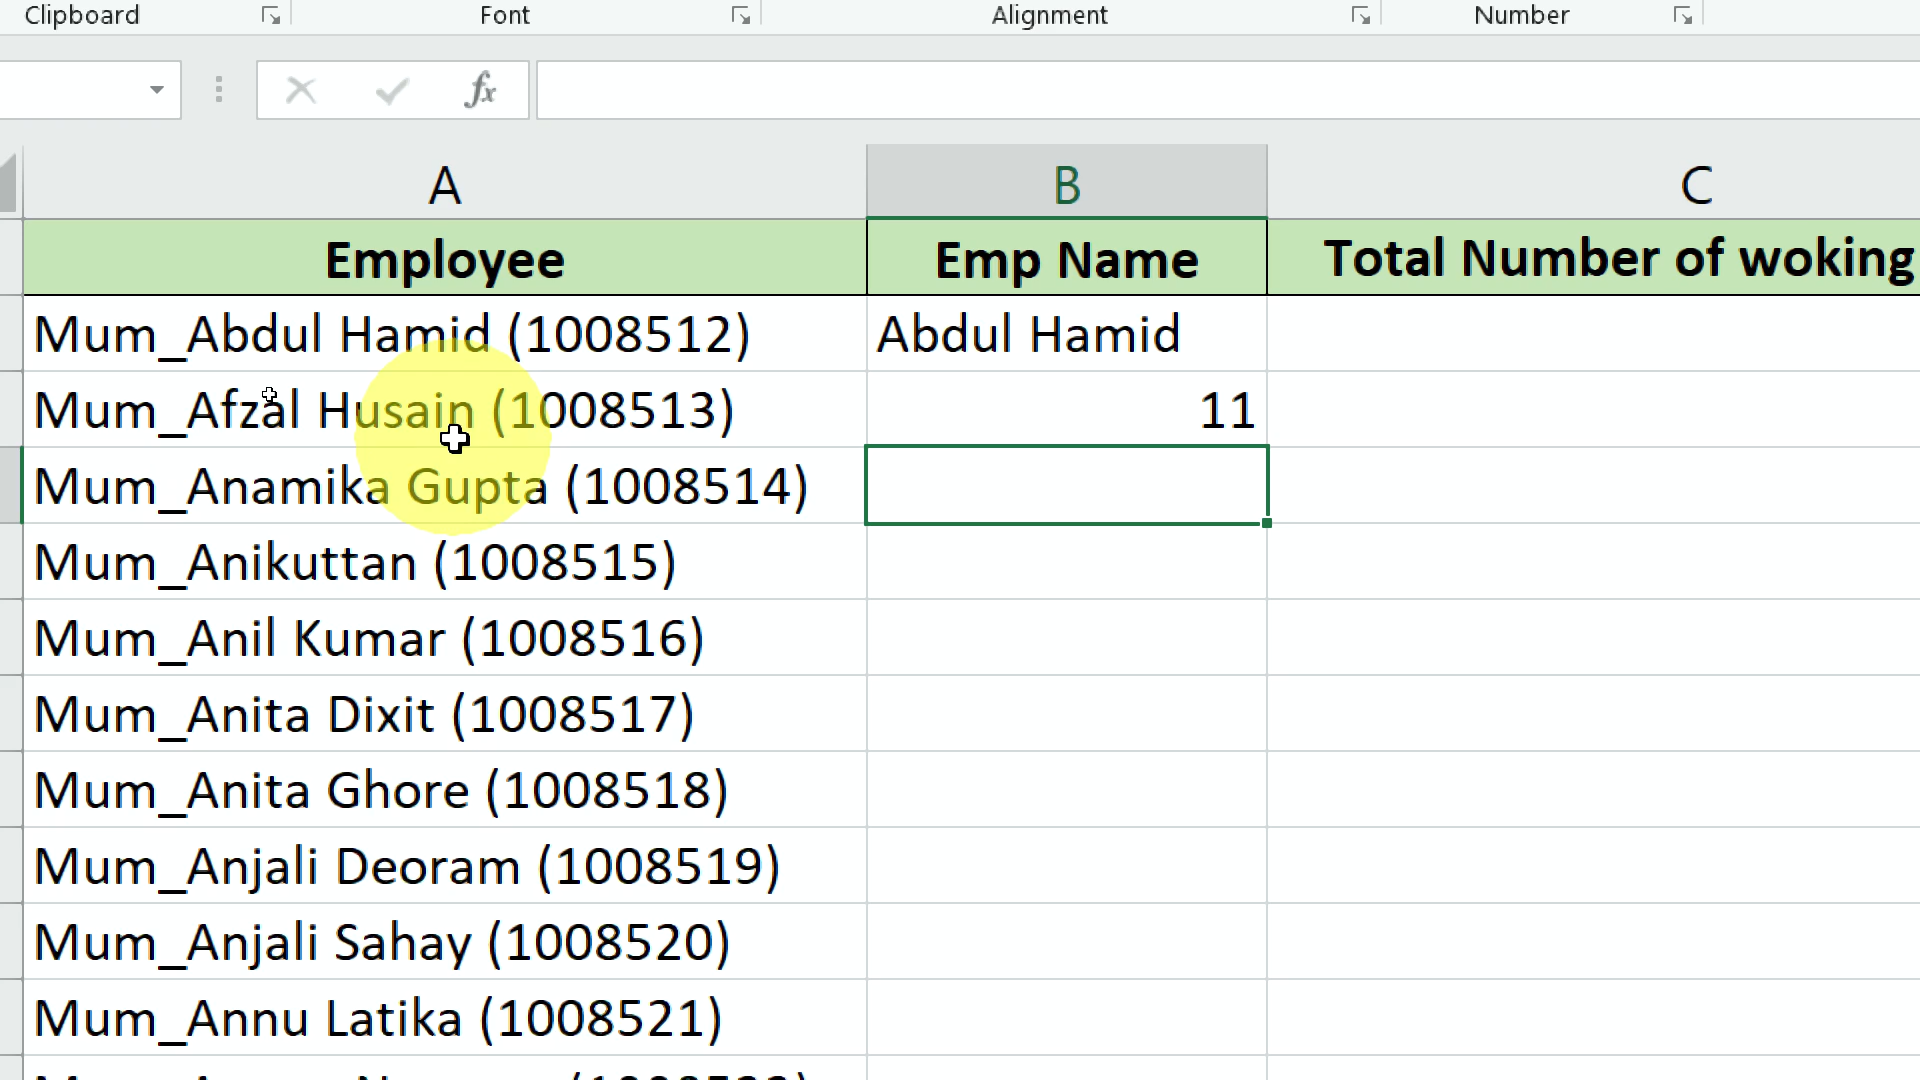 Clipboard Font Alignment Number
fx
A B C
Employee Emp Name Total Number of woking
Mum_Abdul Hamid (1008512) Abdul Hamid
Mum_Afzal Husain (1008513) 11
Mum_Anamika Gupta (1008514)
Mum_Anikuttan (1008515)
Mum_Anil Kumar (1008516)
Mum_Anita Dixit (1008517)
Mum_Anita Ghore (1008518)
Mum_Anjali Deoram (1008519)
Mum_Anjali Sahay (1008520)
Mum_Annu Latika (1008521)